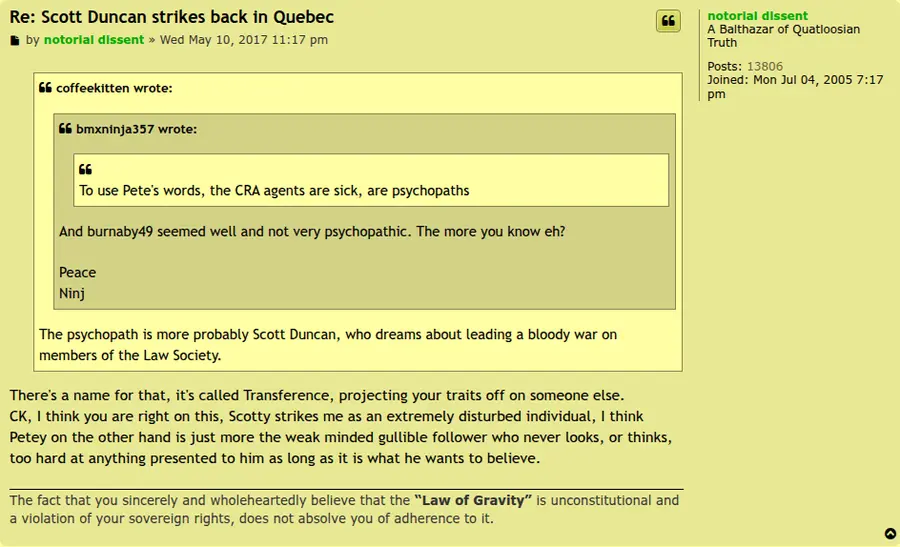 Re: Scott Duncan strikes back in Quebec
by notorial dissent » Wed May 10, 2017 11:17 pm
coffeekitten wrote:
bmxninja357 wrote:
To use Pete's words, the CRA agents are sick, are psychopaths
And burnaby49 seemed well and not very psychopathic. The more you know eh?
Peace
Ninj
The psychopath is more probably Scott Duncan, who dreams about leading a bloody war on
members of the Law Society.
There's a name for that, it's called Transference, projecting your traits off on someone else.
CK, I think you are right on this, Scotty strikes me as an extremely disturbed individual, I think
Petey on the other hand is just more the weak minded gullible follower who never looks, or thinks,
too hard at anything presented to him as long as it is what he wants to believe.
The fact that you sincerely and wholeheartedly believe that the “Law of Gravity” is unconstitutional and
a violation of your sovereign rights, does not absolve you of adherence to it.
notorial dissent
A Balthazar of Quatloosian
Truth
Posts: 13806
Joined: Mon Jul 04, 2005 7:17
pm